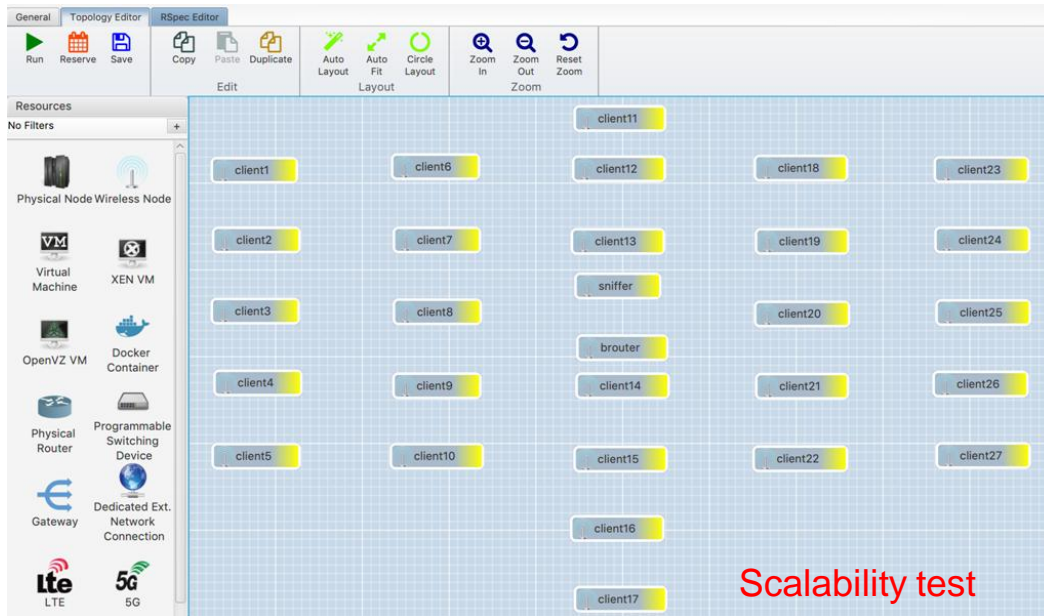 General Topology Editor RSpec Editor
Run Reserve Save Copy Paste Duplicate Auto Layout Auto Fit Circle Layout Zoom In Zoom Out Reset Zoom
Edit Layout Zoom
Resources
No Filters +
Physical Node Wireless Node
VM
Virtual Machine
XEN VM
OpenVZ VM
Docker Container
Physical Router
Programmable Switching Device
Gateway
Dedicated Ext. Network Connection
Lte
LTE
5G
5G
client11
client1 client6 client12 client18 client23
client2 client7 client13 client19 client24
sniffer
client3 client8 client20 client25
brouter
client4 client9 client14 client21 client26
client5 client10 client15 client22 client27
client16
client17
Scalability test